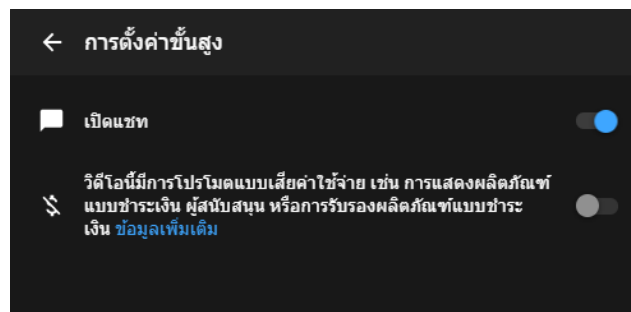 การตั้งค่าขั้นสูง
เปิดแชท
วิดีโอนี้มีการโปรโมตแบบเสียค่าใช้จ่าย เช่น การแสดงผลิตภัณฑ์
แบบชำระเงิน ผู้สนับสนุน หรือการรับรองผลิตภัณฑ์แบบชำระ
เงิน ข้อมูลเพิ่มเติม